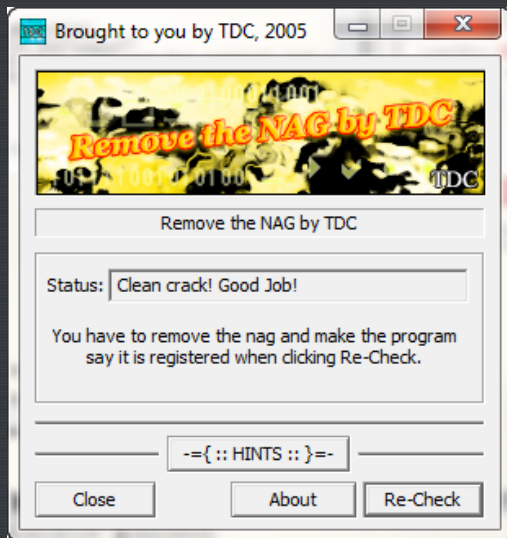 TDC
Brought to you by TDC, 2005
Remove the NAG by TDC
TDC
Remove the NAG by TDC
Status: Clean crack! Good Job!
You have to remove the nag and make the program
say it is registered when clicking Re-Check.
-={ :: HINTS :: }=-
Close About Re-Check